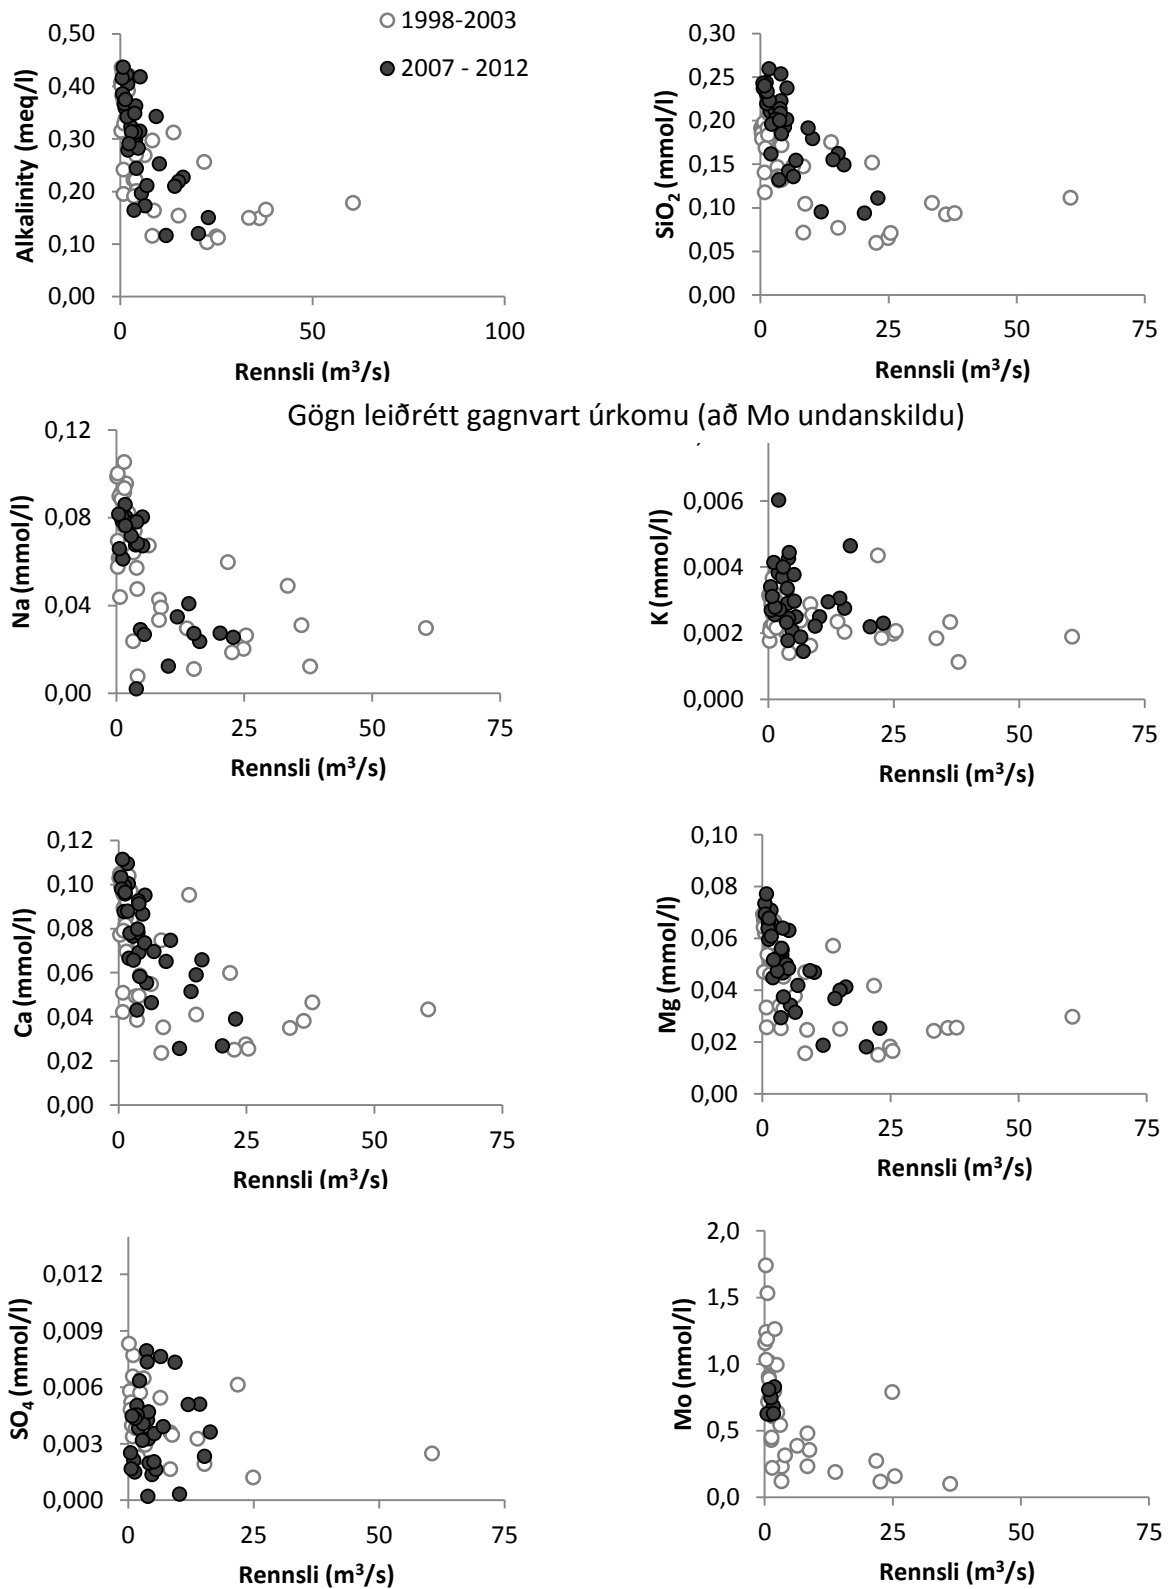 1998-2003
2007 - 2012
0,50
0,40
0,30
0,20
0,10
0,00
Alkalinity (meq/l)
0 50 100
Rennsli (m³/s)
0,30
0,25
0,20
0,15
0,10
0,05
0,00
SiO₂ (mmol/l)
0 25 50 75
Rennsli (m³/s)
Gögn leiðrétt gagnvart úrkomu (að Mo undanskildu)
0,12
0,08
0,04
0,00
Na (mmol/l)
0 25 50 75
Rennsli (m³/s)
0,006
0,004
0,002
0,000
K (mmol/l)
0 25 50 75
Rennsli (m³/s)
0,12
0,10
0,08
0,06
0,04
0,02
0,00
Ca (mmol/l)
0 25 50 75
Rennsli (m³/s)
0,10
0,08
0,06
0,04
0,02
0,00
Mg (mmol/l)
0 25 50 75
Rennsli (m³/s)
0,012
0,009
0,006
0,003
0,000
SO₄ (mmol/l)
0 25 50 75
Rennsli (m³/s)
2,0
1,5
1,0
0,5
0,0
Mo (nmol/l)
0 25 50 75
Rennsli (m³/s)